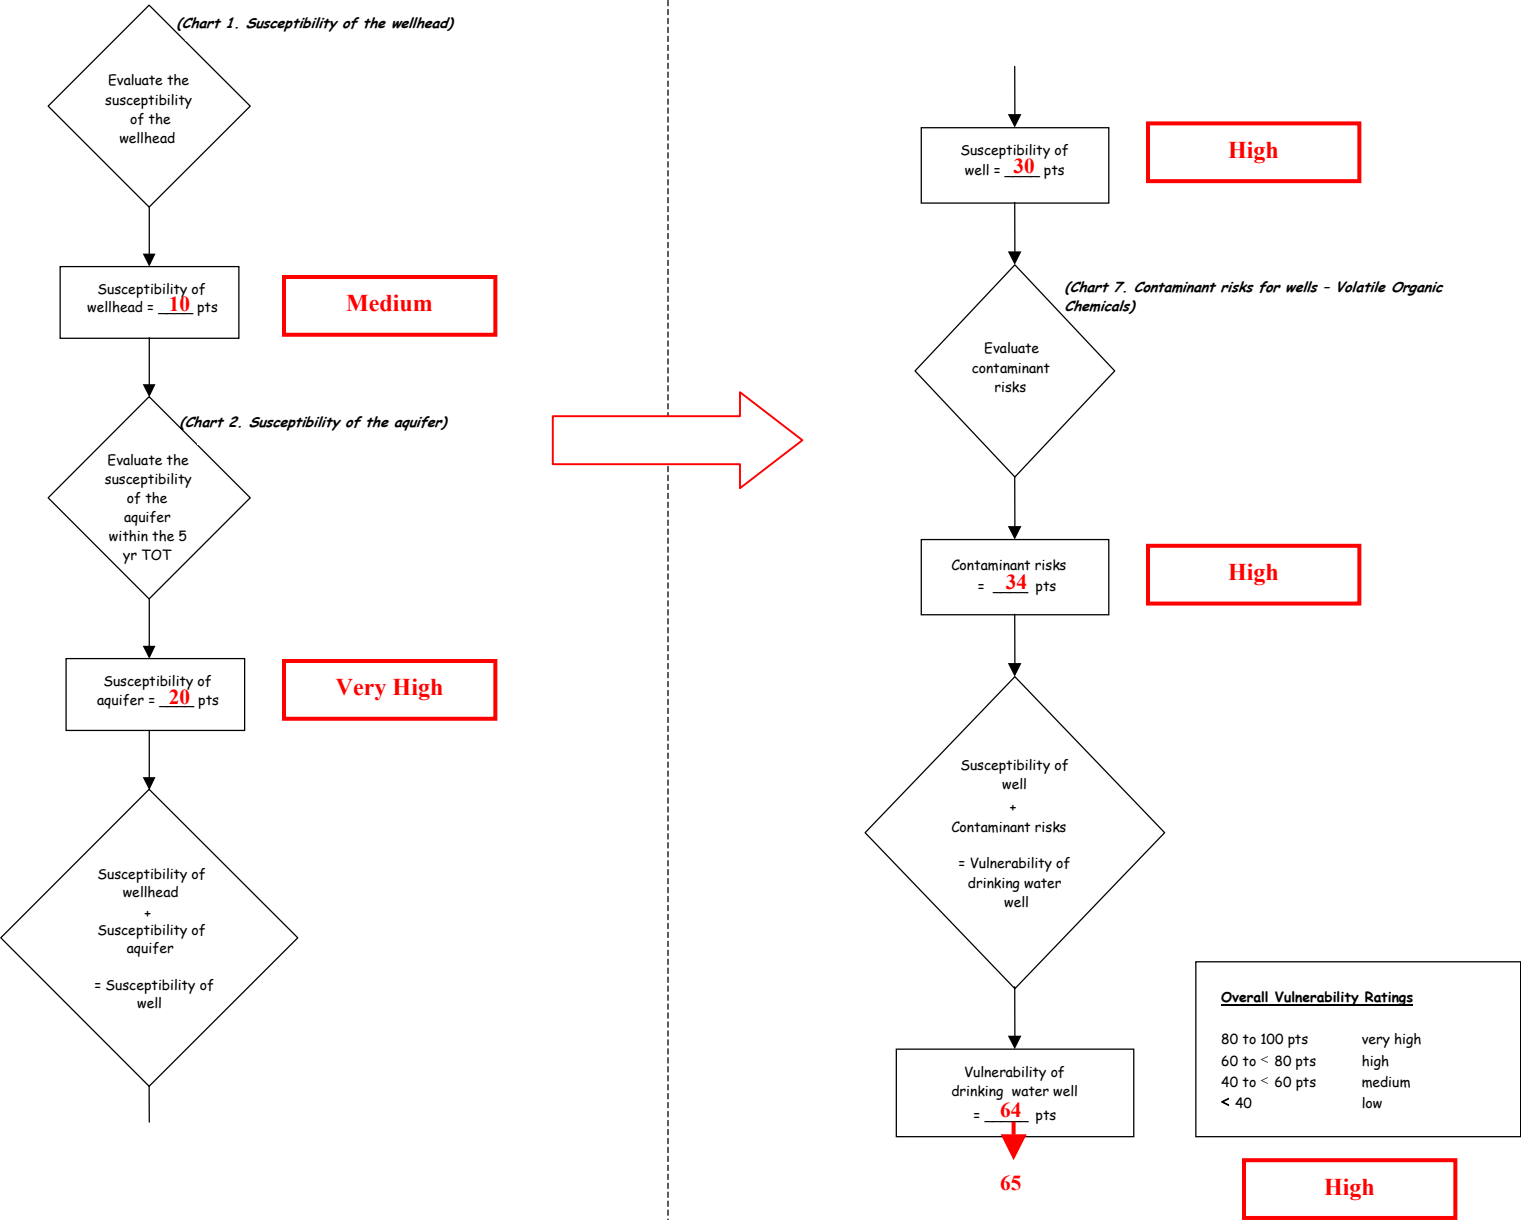 (Chart 1. Susceptibility of the wellhead)
Evaluate the
susceptibility
of the
wellhead
Susceptibility of
wellhead = 10 pts
Medium
(Chart 2. Susceptibility of the aquifer)
Evaluate the
susceptibility
of the
aquifer
within the 5
yr TOT
Susceptibility of
aquifer = 20 pts
Very High
Susceptibility of
wellhead
+
Susceptibility of
aquifer
= Susceptibility of
well
Susceptibility of
well = 30 pts
High
(Chart 7. Contaminant risks for wells – Volatile Organic
Chemicals)
Evaluate
contaminant
risks
Contaminant risks
= 34 pts
High
Susceptibility of
well
+
Contaminant risks
= Vulnerability of
drinking water
well
Vulnerability of
drinking water well
= 64 pts
65
Overall Vulnerability Ratings
80 to 100 pts very high
60 to < 80 pts high
40 to < 60 pts medium
< 40 low
High